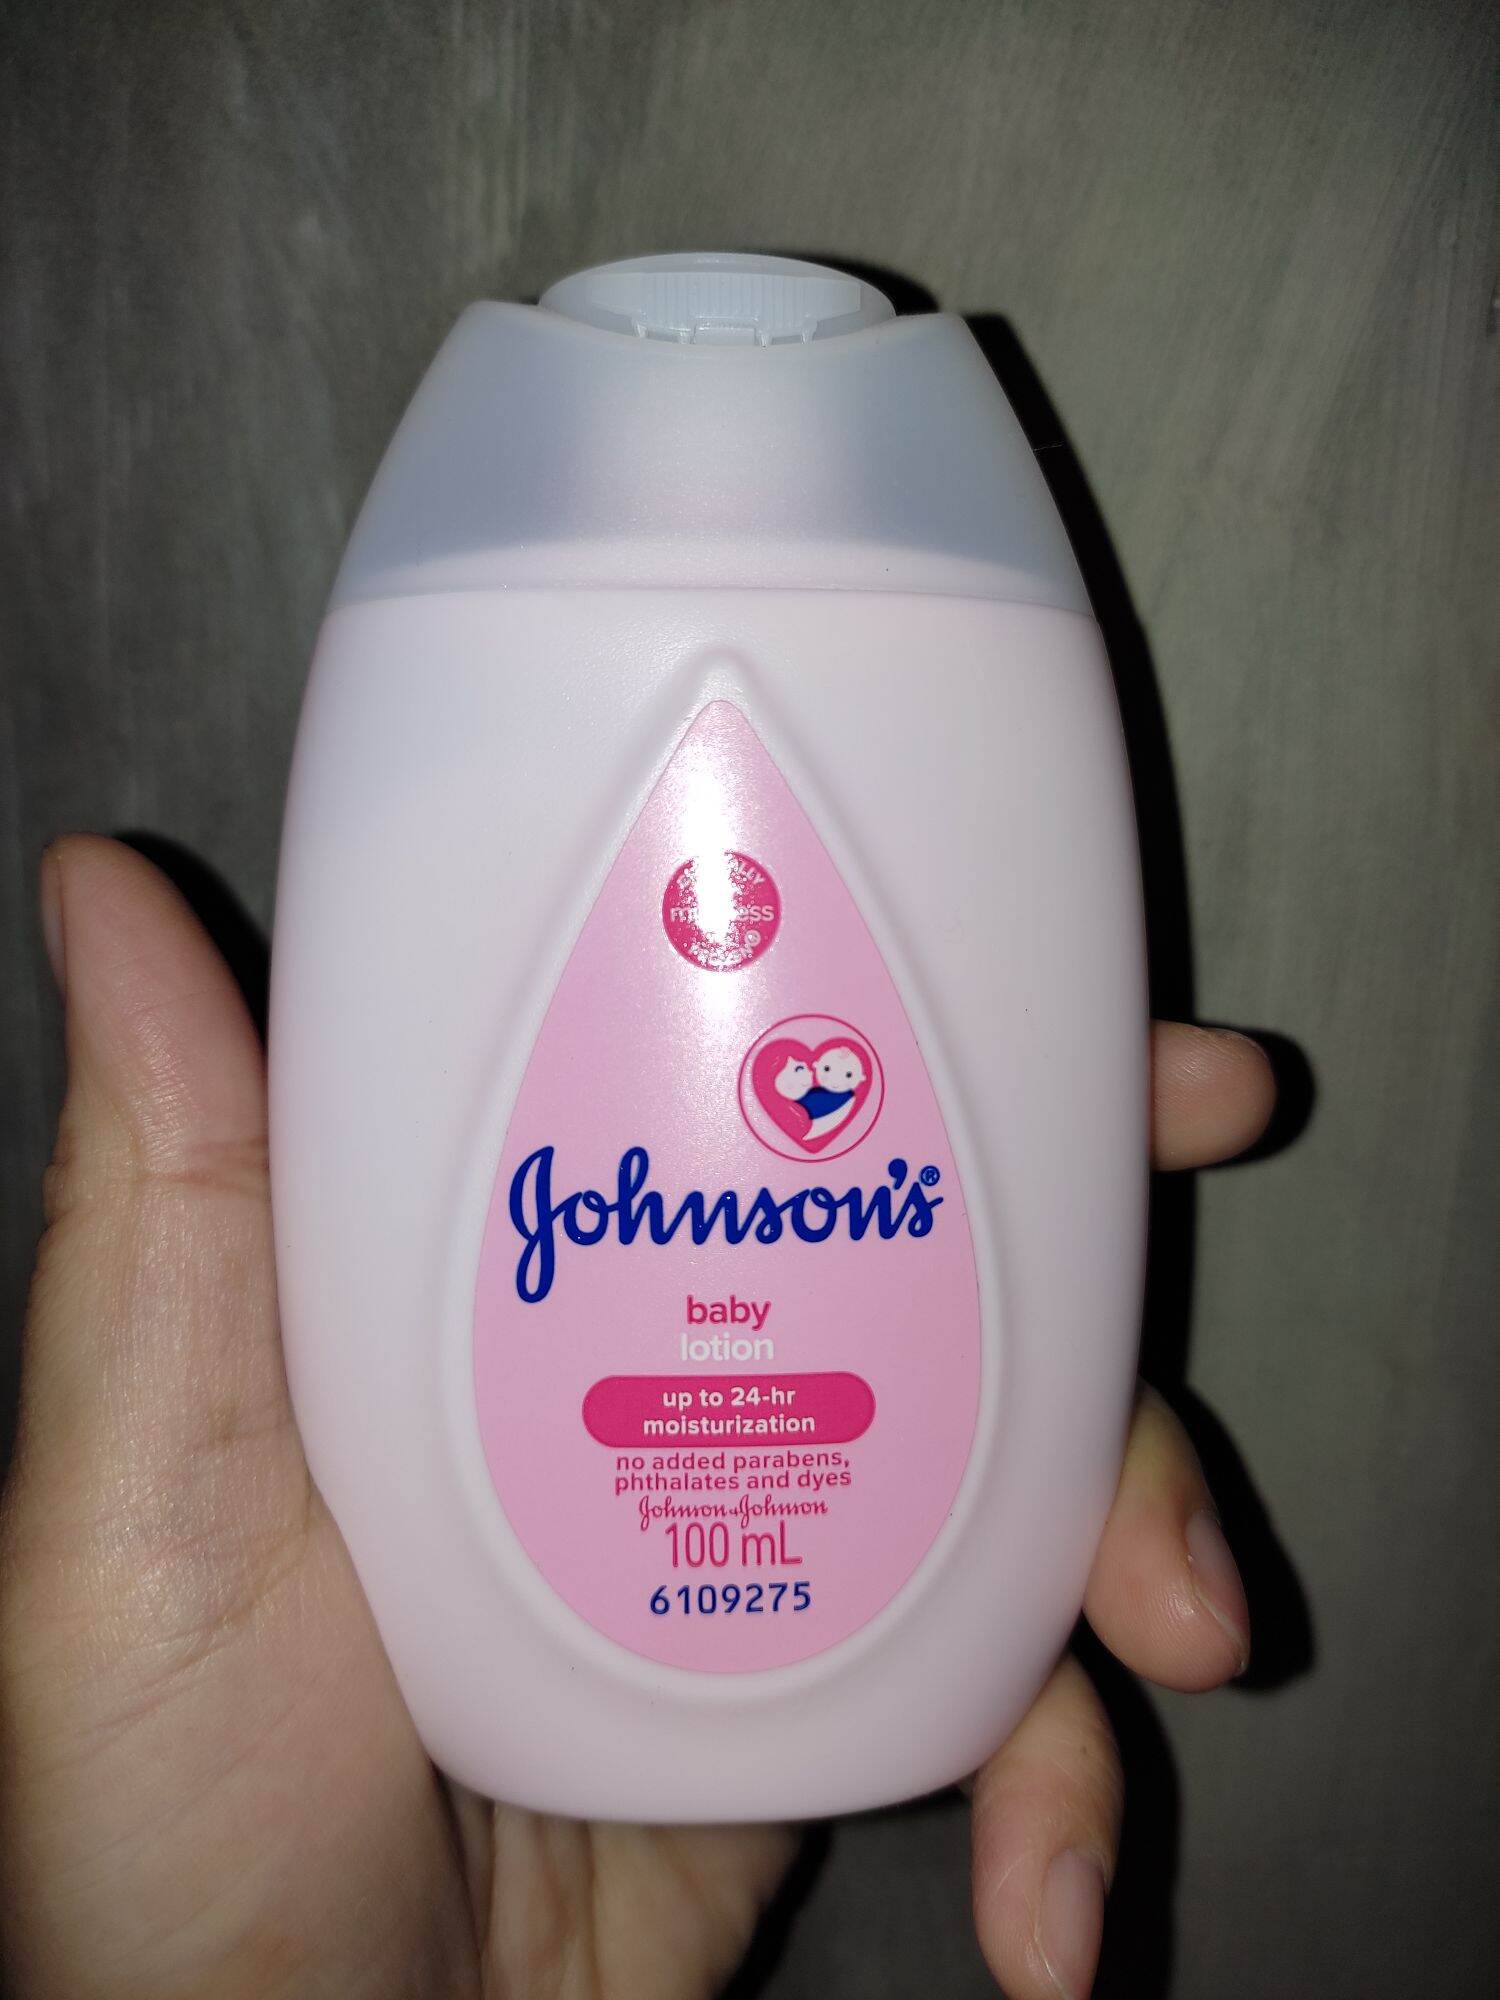 Johnson's®
baby
lotion
up to 24-hr
moisturization
no added parabens,
phthalates and dyes
Johnson & Johnson
100 mL
6109275